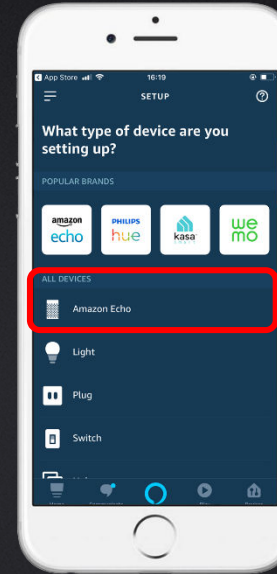 App Store
16:19
SETUP
What type of device are you
setting up?
POPULAR BRANDS
amazon
echo
PHILIPS
hue
kasa
we
mo
ALL DEVICES
Amazon Echo
Light
Plug
Switch